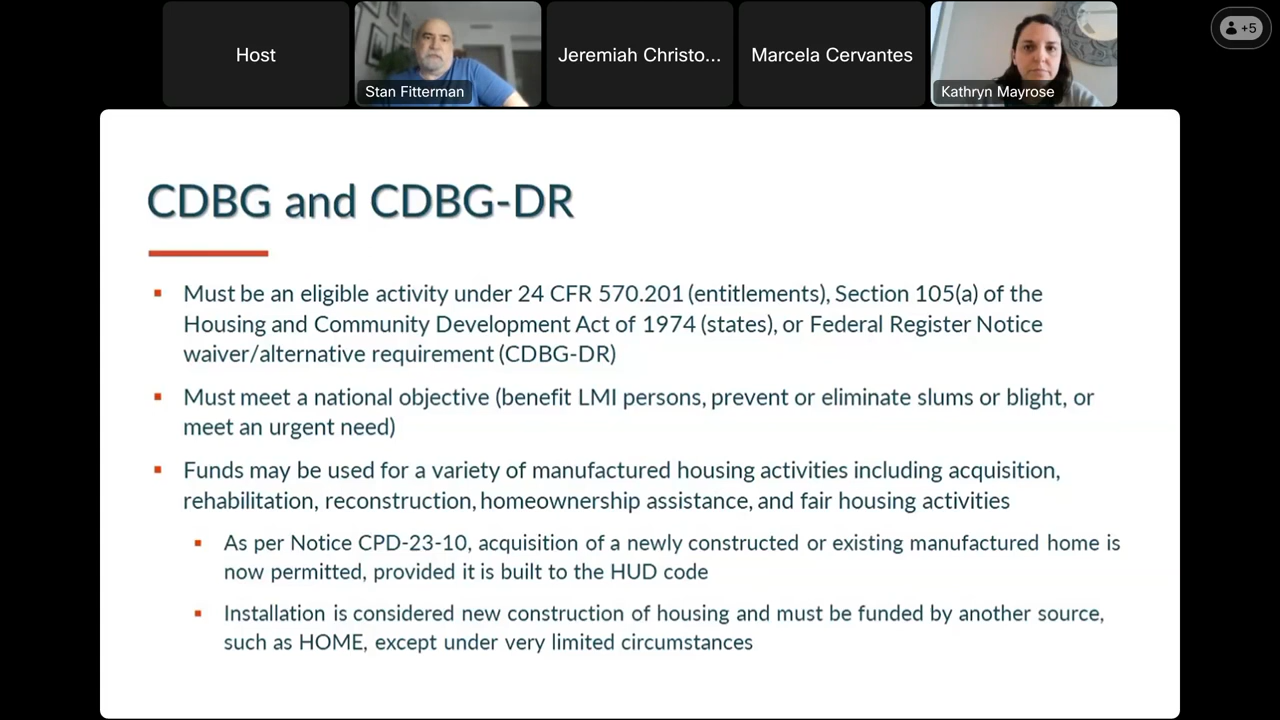 Host
Stan Fitterman
Jeremiah Christo...
Marcela Cervantes
Kathryn Mayrose
+5
CDBG and CDBG-DR
Must be an eligible activity under 24 CFR 570.201 (entitlements), Section 105(a) of the
Housing and Community Development Act of 1974 (states), or Federal Register Notice
waiver/alternative requirement (CDBG-DR)
Must meet a national objective (benefit LMI persons, prevent or eliminate slums or blight, or
meet an urgent need)
Funds may be used for a variety of manufactured housing activities including acquisition,
rehabilitation, reconstruction, homeownership assistance, and fair housing activities
As per Notice CPD-23-10, acquisition of a newly constructed or existing manufactured home is
now permitted, provided it is built to the HUD code
Installation is considered new construction of housing and must be funded by another source,
such as HOME, except under very limited circumstances